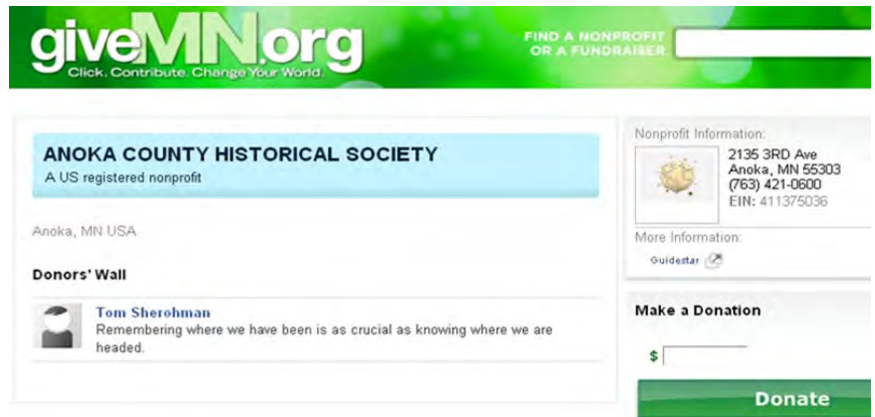 giveMN.org
Click. Contribute. Change Your World.
FIND A NONPROFIT
OR A FUNDRAISER
ANOKA COUNTY HISTORICAL SOCIETY
A US registered nonprofit
Anoka, MN USA
Donors' Wall
Tom Sherohman
Remembering where we have been is as crucial as knowing where we are
headed.
Nonprofit Information:
2135 3RD Ave
Anoka, MN 55303
(763) 421-0600
EIN: 411375036
More Information:
Guidestar
Make a Donation
$
Donate